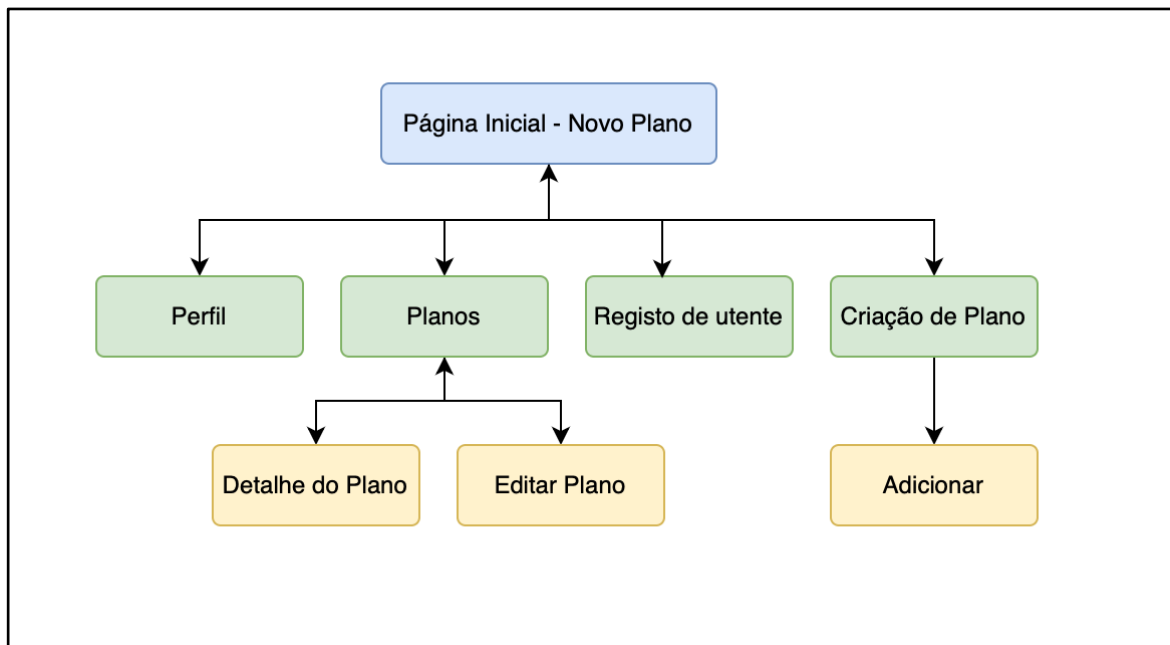 Página Inicial - Novo Plano
Perfil
Planos
Registo de utente
Criação de Plano
Detalhe do Plano
Editar Plano
Adicionar